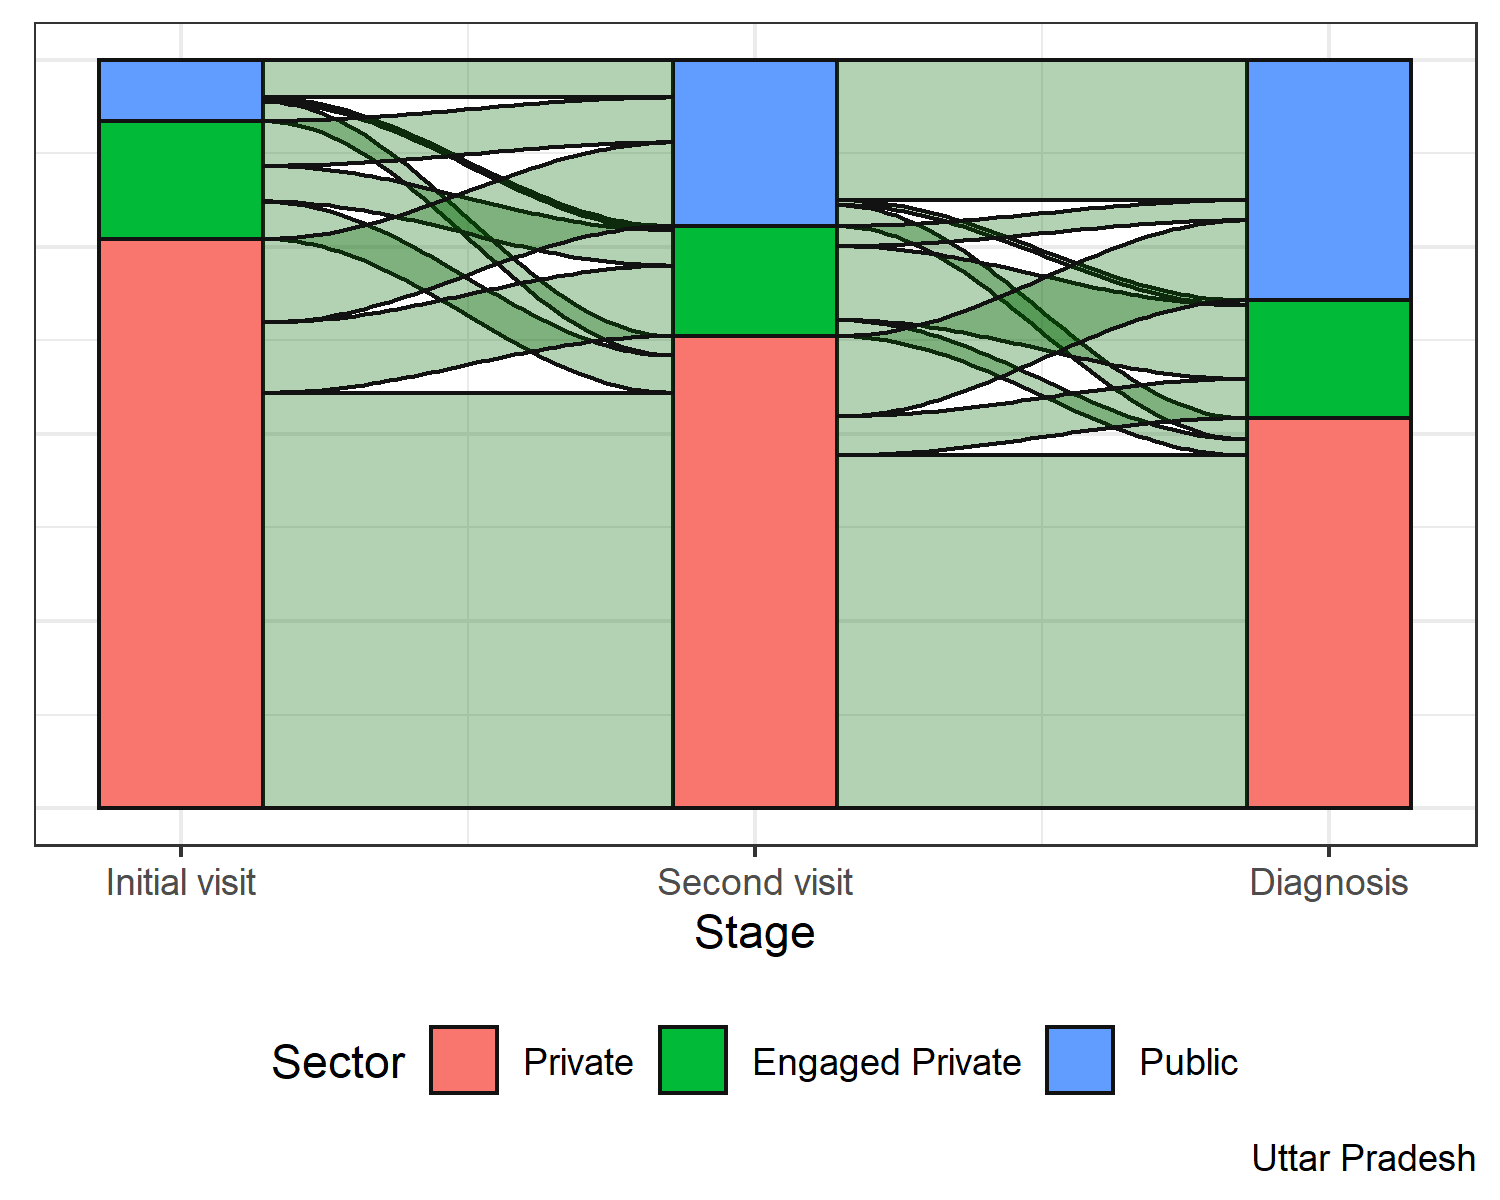 Initial visit Second visit Diagnosis
Stage
Sector Private Engaged Private Public
Uttar Pradesh